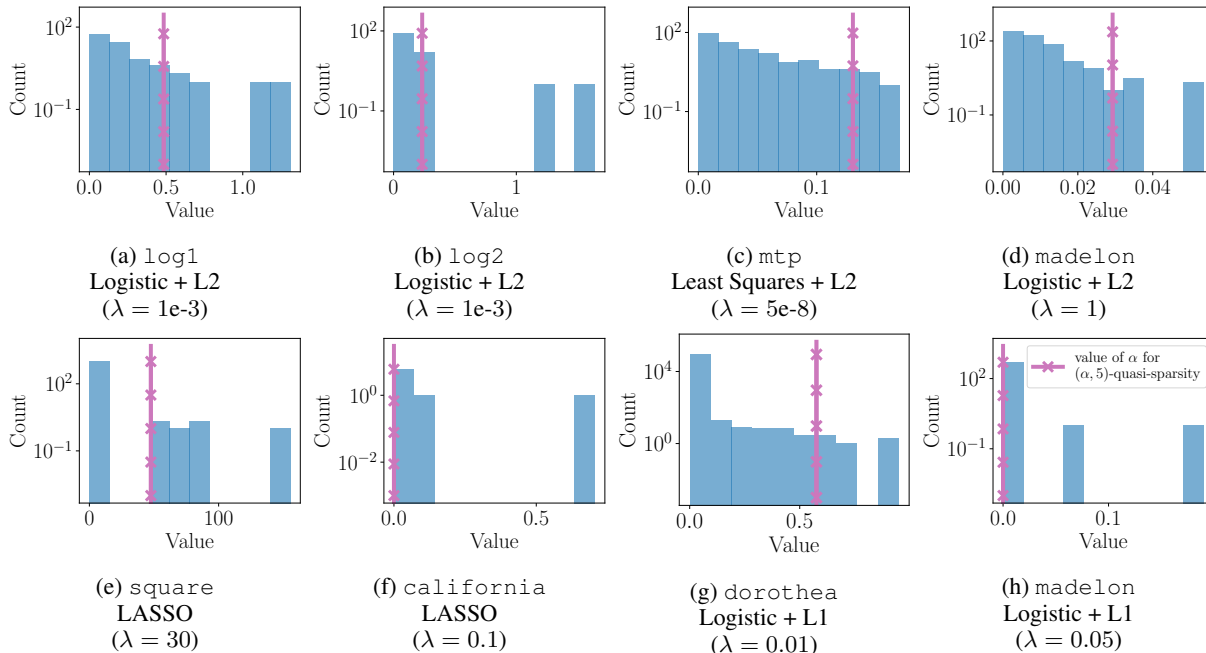 10^2
10^{-1}
Count
0.0 0.5 1.0
Value
(a) log1
Logistic + L2
(λ = 1e-3)
10^2
10^{-1}
Count
0 1
Value
(b) log2
Logistic + L2
(λ = 1e-3)
10^2
10^{-1}
Count
0.0 0.1
Value
(c) mtp
Least Squares + L2
(λ = 5e-8)
10^2
10^{-1}
Count
0.00 0.02 0.04
Value
(d) madelon
Logistic + L2
(λ = 1)
10^2
10^{-1}
Count
0 100
Value
(e) square
LASSO
(λ = 30)
10^0
10^{-2}
Count
0.0 0.5
Value
(f) california
LASSO
(λ = 0.1)
10^4
10^0
Count
0.0 0.5
Value
(g) dorothea
Logistic + L1
(λ = 0.01)
value of α for
(α, 5)-quasi-sparsity
10^2
10^{-1}
Count
0.0 0.1
Value
(h) madelon
Logistic + L1
(λ = 0.05)